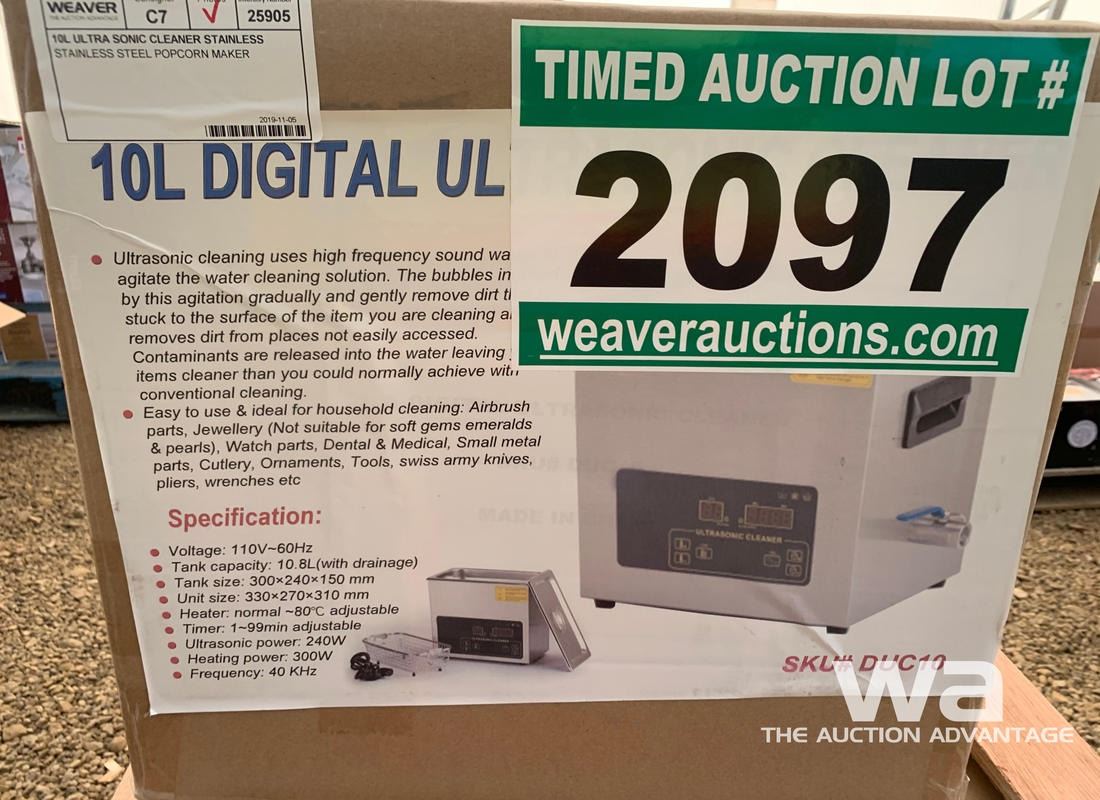 WEAVER
THE AUCTION ADVANTAGE
C7
25905
10L ULTRA SONIC CLEANER STAINLESS
STAINLESS STEEL POPCORN MAKER
2019-11-05
TIMED AUCTION LOT #
2097
weaverauctions.com
10L DIGITAL UL
Ultrasonic cleaning uses high frequency sound wa
agitate the water cleaning solution. The bubbles in
by this agitation gradually and gently remove dirt t
stuck to the surface of the item you are cleaning a
removes dirt from places not easily accessed.
Contaminants are released into the water leaving
items cleaner than you could normally achieve with
conventional cleaning.
Easy to use & ideal for household cleaning: Airbrush
parts, Jewellery (Not suitable for soft gems emeralds
& pearls), Watch parts, Dental & Medical, Small metal
parts, Cutlery, Ornaments, Tools, swiss army knives,
pliers, wrenches etc
Specification:
Voltage: 110V~60Hz
Tank capacity: 10.8L(with drainage)
Tank size: 300×240×150 mm
Unit size: 330×270×310 mm
Heater: normal ~80℃ adjustable
Timer: 1~99min adjustable
Ultrasonic power: 240W
Heating power: 300W
Frequency: 40 KHz
ULTRASONIC CLEANER
SKU# DUC10
wa
THE AUCTION ADVANTAGE